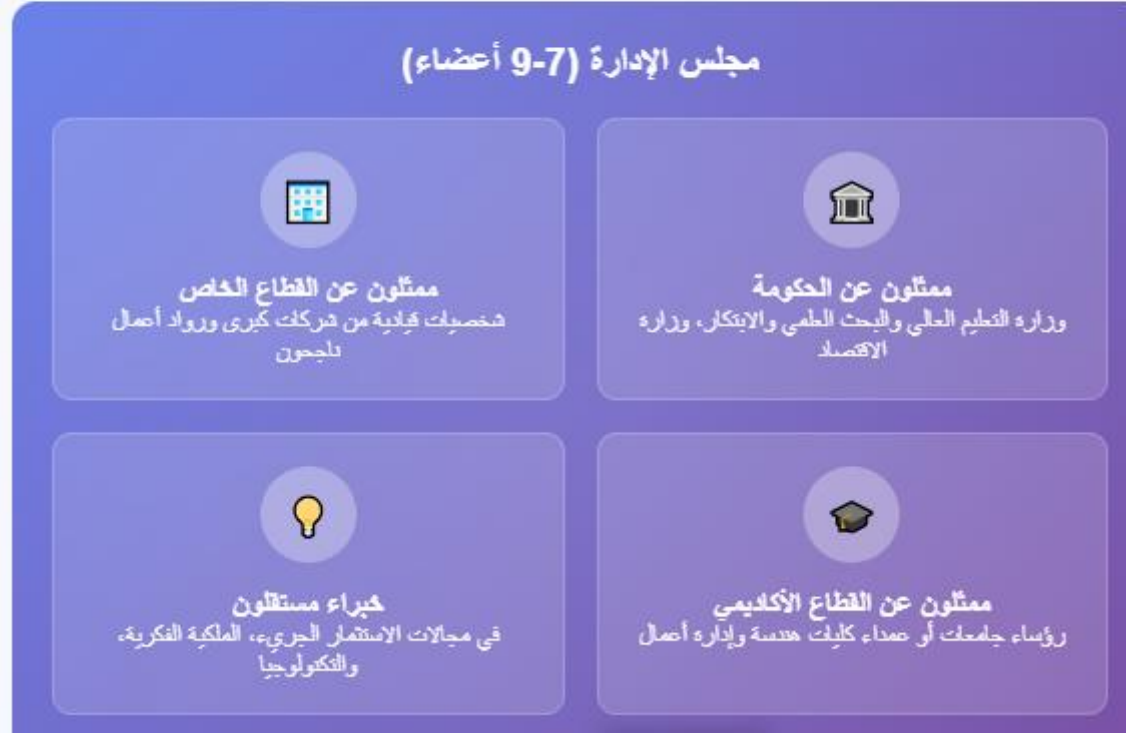 مجلس الإدارة (7-9 أعضاء)
ممثلون عن الحكومة
وزارة التعليم العالي والبحث العلمي والابتكار، وزارة
الاقتصاد
ممثلون عن القطاع الخاص
شخصيات قيادية من شركات كبرى ورواد أعمال
ناجحون
ممثلون عن القطاع الأكاديمي
رؤساء جامعات أو عمداء كليات هندسة وإدارة أعمال
خبراء مستقلون
في مجالات الاستثمار الجريء، الملكية الفكرية،
والتكنولوجيا